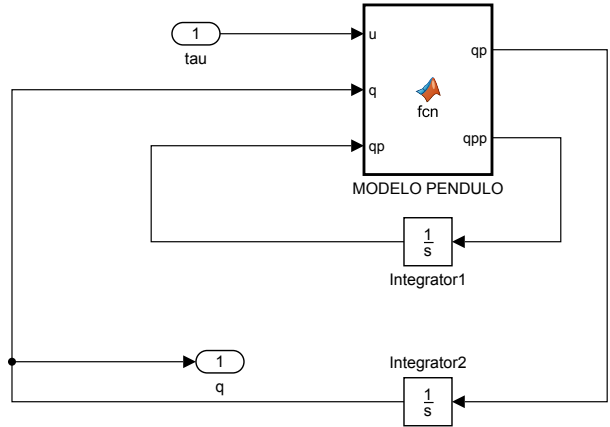 1
tau
u
q
qp
fcn
qp
qpp
MODELO PENDULO
1
s
Integrator1
1
q
Integrator2
1
s